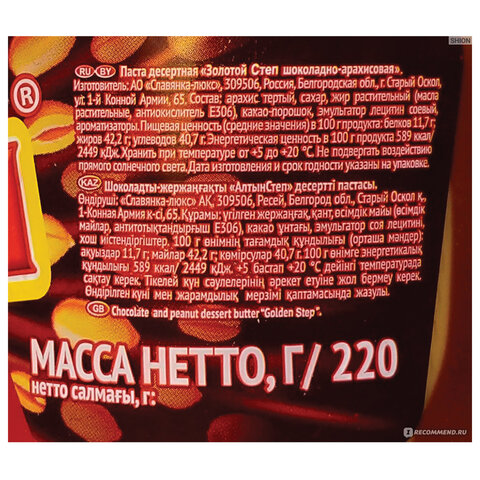 SHION
®
RU BY Паста десертная «Золотой Степ шоколадно-арахисовая».
Изготовитель: АО «Славянка-люкс», 309506, Россия, Белгородская обл., г. Старый Оскол,
ул. 1-й Конной Армии, 65. Состав: арахис тертый, сахар, жир растительный (масла
растительные, антиокислитель Е306), какао-порошок, эмульгатор лецитин соевый,
ароматизаторы. Пищевая ценность (средние значения) в 100 г продукта: белков 11,7 г;
жиров 42,2 г; углеводов 40,7 г. Энергетическая ценность в 100 г продукта 589 ккал/
2449 кДж. Хранить при температуре от +5 до +20 °С. Не подвергать воздействию
прямого солнечного света. Дата изготовления и срок годности указаны на упаковке.
KAZ Шоколадты-жержаңғақты «АлтынСтеп» десертті пастасы.
Өндіруші: «Славянка-люкс» АК, 309506, Ресей, Белгород обл., Старый Оскол қ.,
1-Конная Армия к-сі, 65. Құрамы: үгілген жержаңғақ, қант, өсімдік майы (өсімдік
майлар, антитотықтандырғыш Е306), какао ұнтағы, эмульгатор соя лецитині,
хош иістендіргіштер. 100 г өнімнің тағамдық құндылығы (орташа мәндер):
ақуыздар 11,7 г; майлар 42,2 г; көмірсулар 40,7 г. 100 г өнімге энергетикалық
құндылығы 589 ккал/ 2449 кДж. +5 бастап +20 °С дейінгі температурада
сақтау керек. Тікелей күн сәулелерінің әрекет етуіне жол бермеу керек.
Өндірілген күні мен жарамдылық мерзімі қаптамасында жазулы.
GB Chocolate and peanut dessert butter "Golden Step".
МАССА НЕТТО, Г/ 220
нетто салмағы, г:
IRECOMMEND.RU